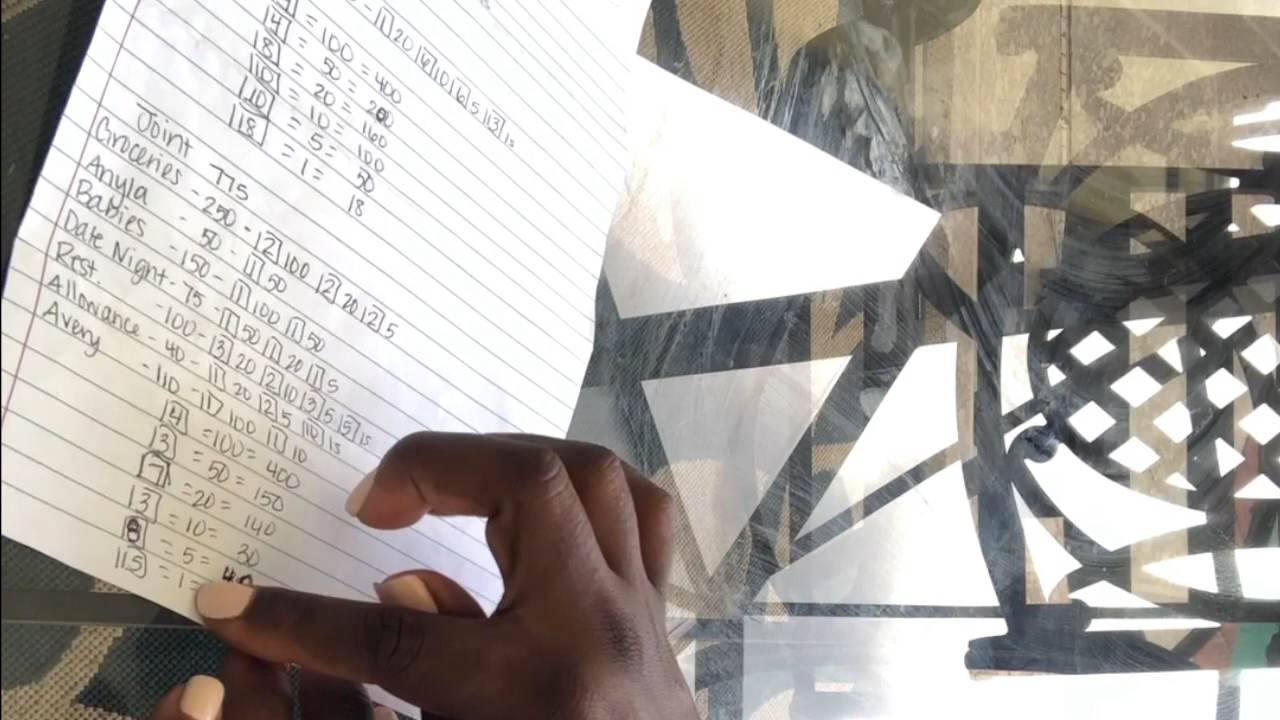 - |1| 20 |4| 10 |6| 5 |13| 1s
|4| = 100 = 400
|4| = 50 = 200
|8| = 20 = 160
|10| = 10 = 100
|10| = 5 = 50
|18| = 1 = 18
Joint 775
Groceries - 250 - |2| 100 |2| 20 |2| 5
Anyla - 50 - |1| 50
Babies - 150 - |1| 100 |1| 50
Date Night - 75 - |1| 50 |1| 20 |1| 5
Rest. - 100 - |3| 20 |2| 10 |3| 5 |5| 1s
Allowance - 40 - |1| 20 |2| 5 |10| 1s
Avery - 110 - |1| 100 |1| 10
|4| = 100 = 400
|3| = 50 = 150
|7| = 20 = 140
|3| = 10 = 30
|8| = 5 = 40
|15| = 1 =